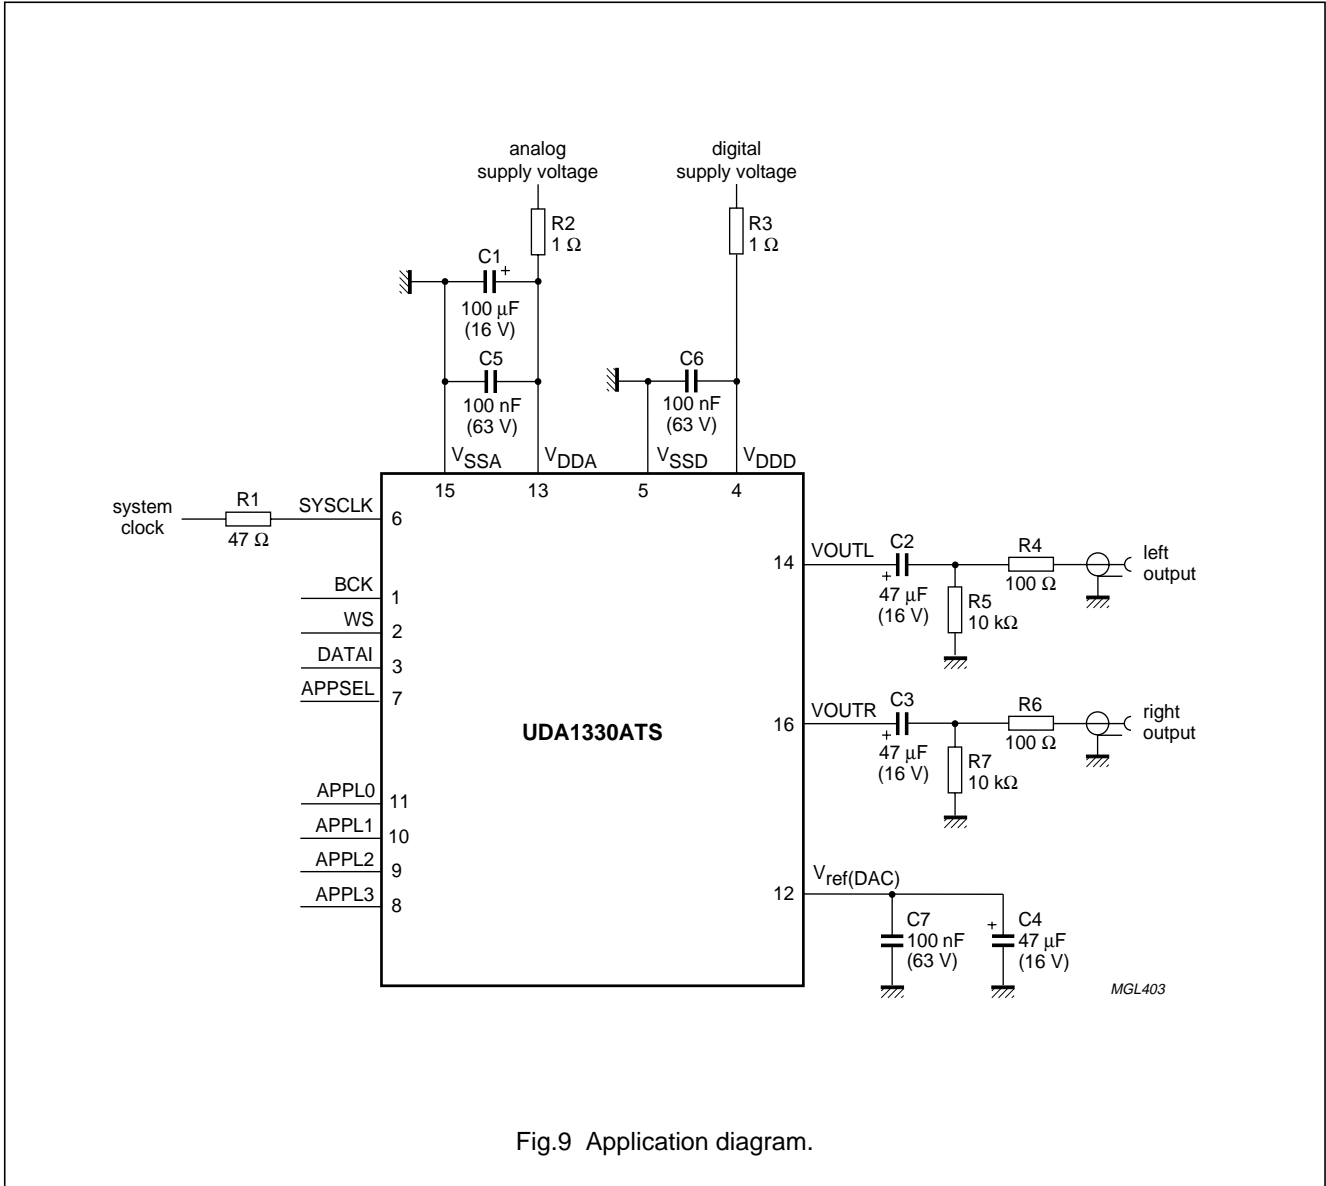 analog
supply voltage
digital
supply voltage
R2
1 Ω
R3
1 Ω
C1
+
100 μF
(16 V)
C5
100 nF
(63 V)
C6
100 nF
(63 V)
VSSA
VDDA
VSSD
VDDD
15
13
5
4
system
clock
R1
47 Ω
SYSCLK
6
BCK
1
WS
2
DATAI
3
APPSEL
7
APPL0
11
APPL1
10
APPL2
9
APPL3
8
UDA1330ATS
14
VOUTL
C2
+
47 μF
(16 V)
R4
100 Ω
R5
10 kΩ
left
output
16
VOUTR
C3
+
47 μF
(16 V)
R6
100 Ω
R7
10 kΩ
right
output
12
Vref(DAC)
C7
100 nF
(63 V)
+
C4
47 μF
(16 V)
MGL403
Fig.9 Application diagram.